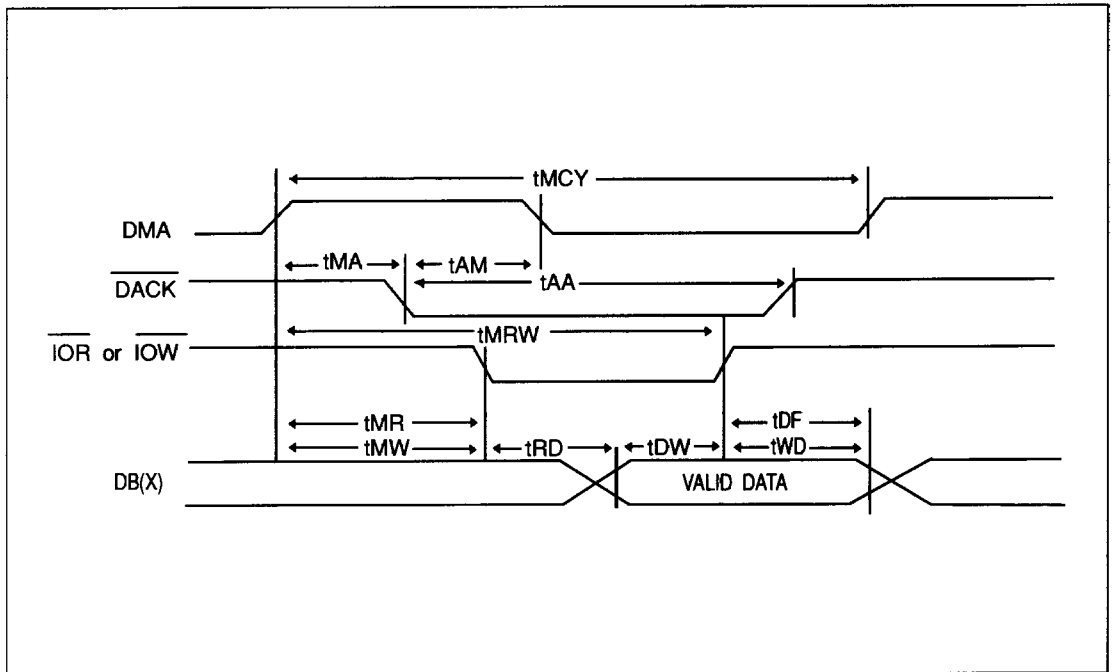 tMCY
DMA
tMA
tAM
tAA
DACK
tMRW
IOR or IOW
tMR
tDF
tMW
tRD
tDW
tWD
DB(X)
VALID DATA